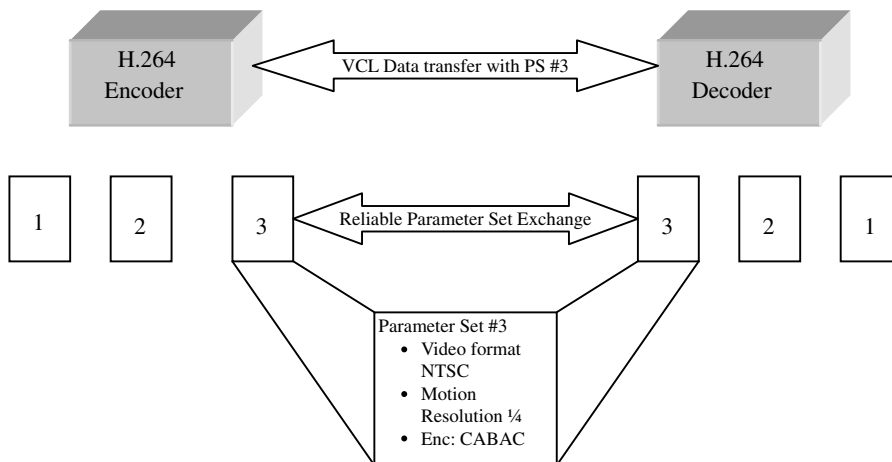 H.264
Encoder
VCL Data transfer with PS #3
H.264
Decoder
1
2
3
Reliable Parameter Set Exchange
3
2
1
Parameter Set #3
• Video format
NTSC
• Motion
Resolution ¼
• Enc: CABAC